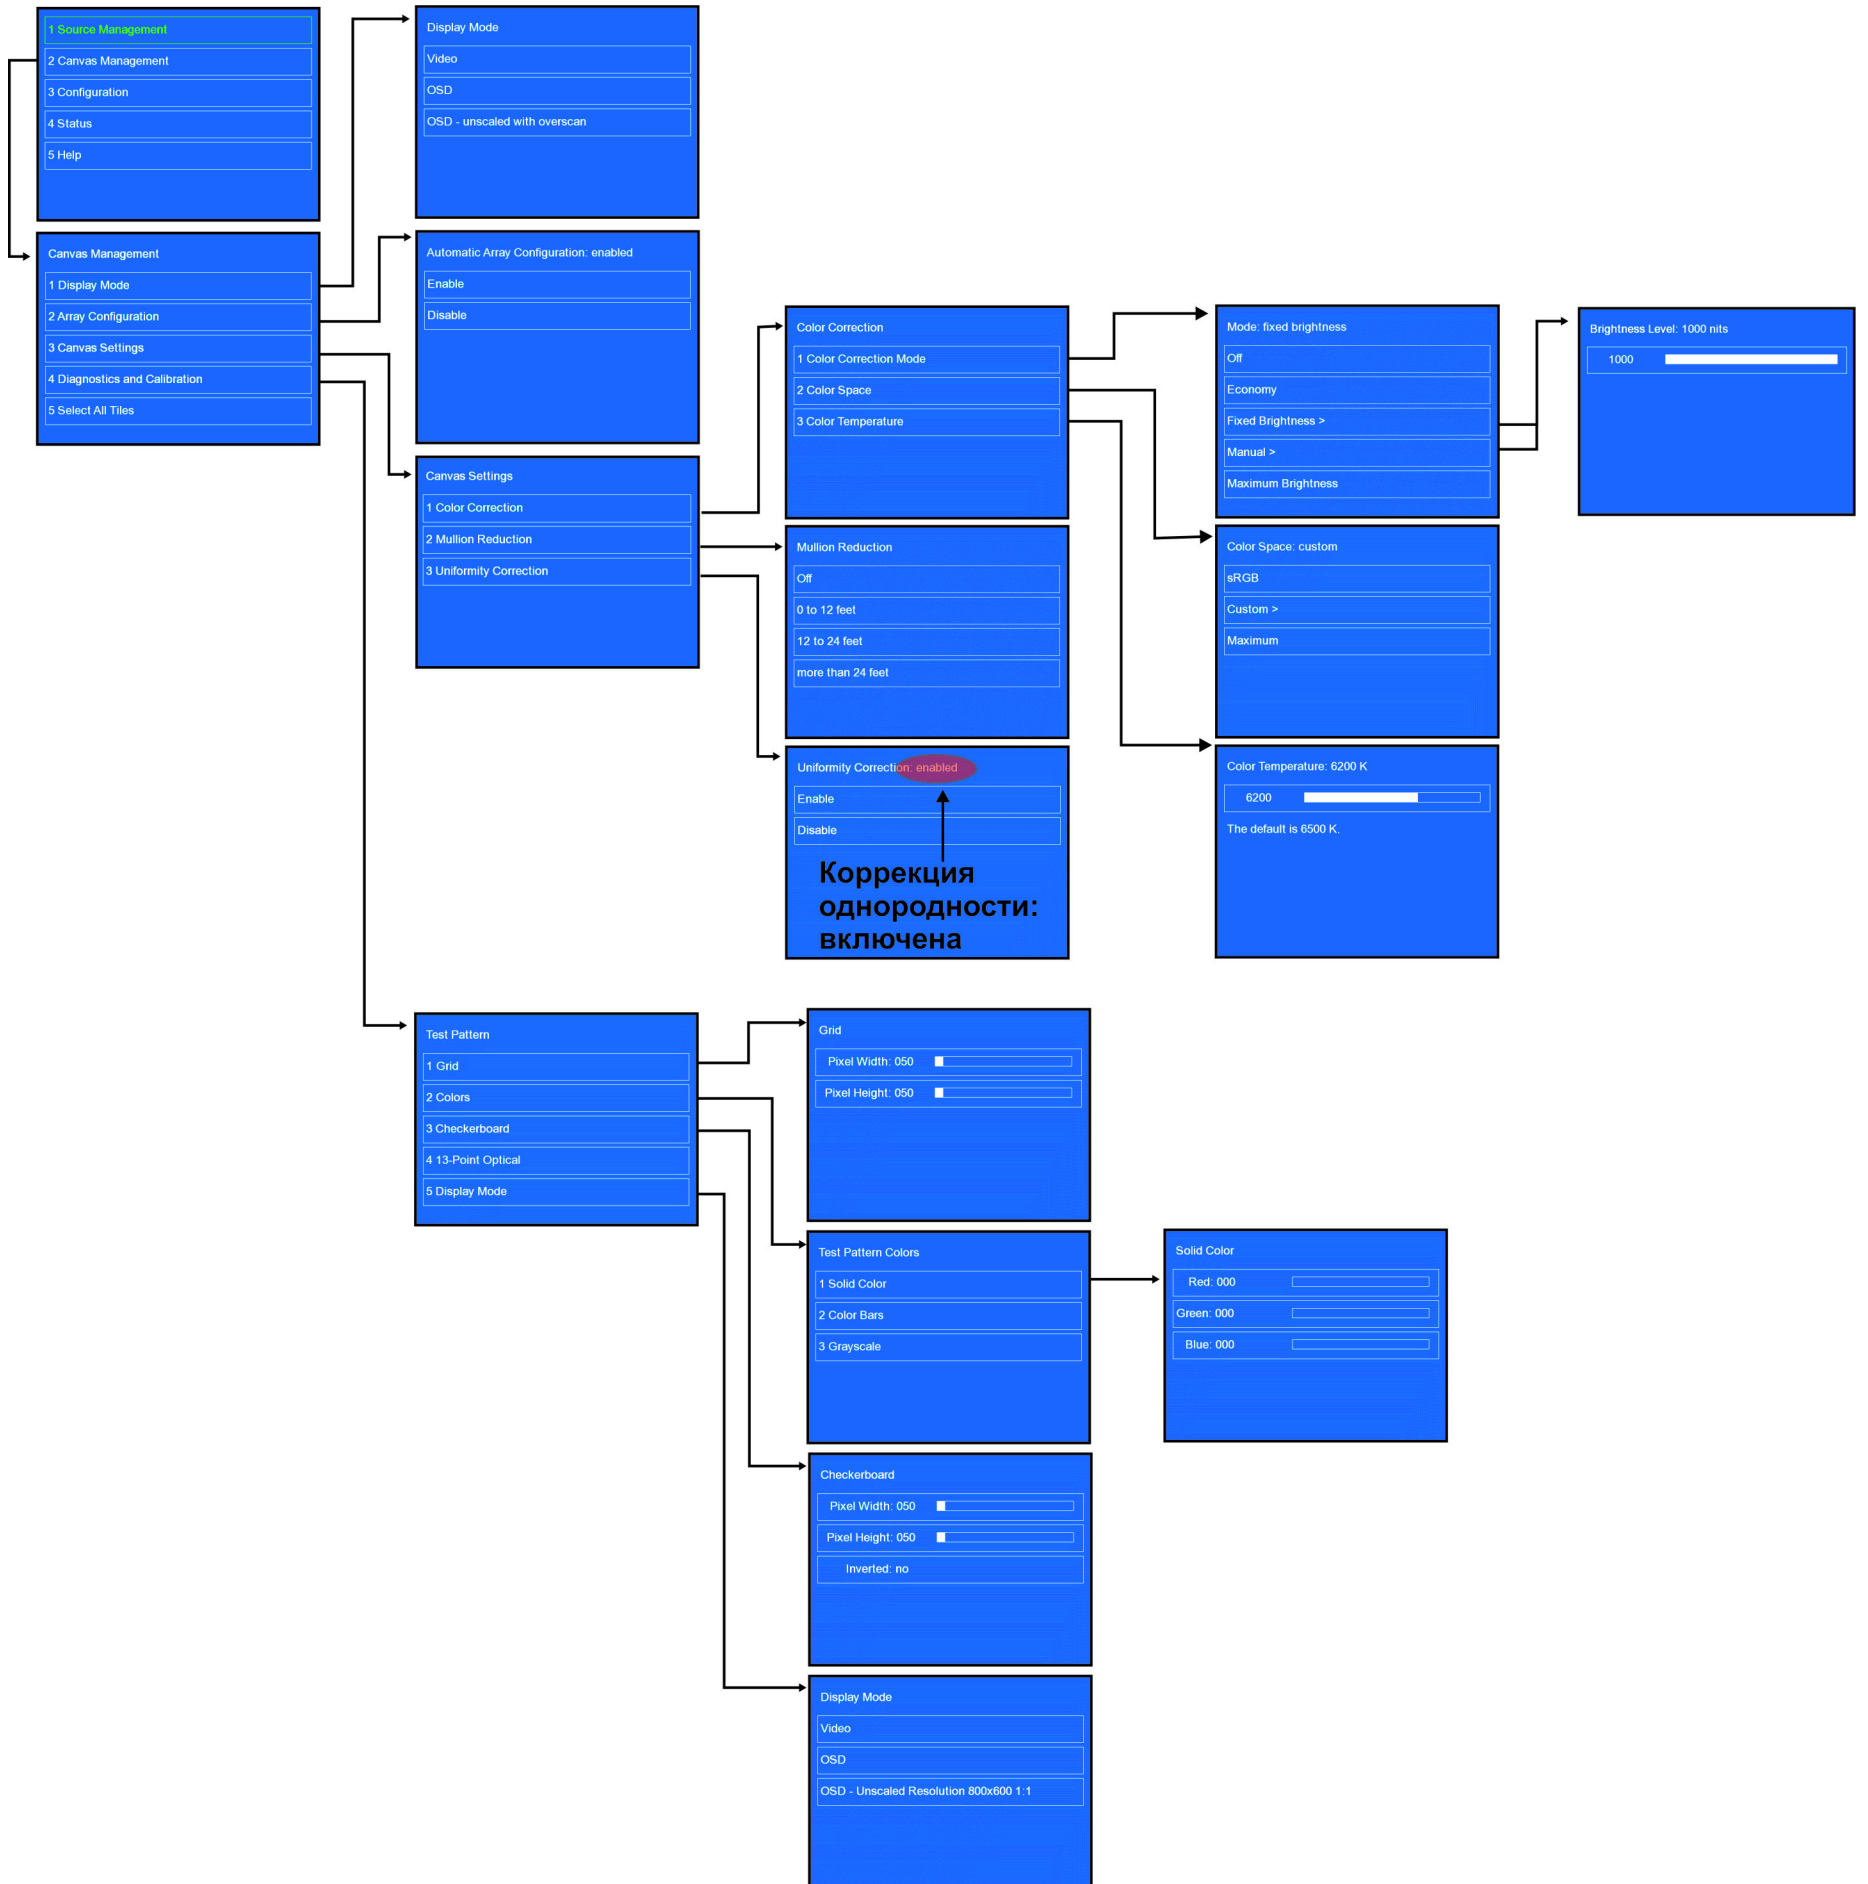 1 Source Management
2 Canvas Management
3 Configuration
4 Status
5 Help
Canvas Management
1 Display Mode
2 Array Configuration
3 Canvas Settings
4 Diagnostics and Calibration
5 Select All Tiles
Display Mode
Video
OSD
OSD - unscaled with overscan
Automatic Array Configuration: enabled
Enable
Disable
Canvas Settings
1 Color Correction
2 Mullion Reduction
3 Uniformity Correction
Color Correction
1 Color Correction Mode
2 Color Space
3 Color Temperature
Mullion Reduction
Off
0 to 12 feet
12 to 24 feet
more than 24 feet
Uniformity Correction: enabled
Enable
Disable
Коррекция
однородности:
включена
Mode: fixed brightness
Off
Economy
Fixed Brightness >
Manual >
Maximum Brightness
Brightness Level: 1000 nits
1000
Color Space: custom
sRGB
Custom >
Maximum
Color Temperature: 6200 K
6200
The default is 6500 K.
Test Pattern
1 Grid
2 Colors
3 Checkerboard
4 13-Point Optical
5 Display Mode
Grid
Pixel Width: 050
Pixel Height: 050
Test Pattern Colors
1 Solid Color
2 Color Bars
3 Grayscale
Solid Color
Red: 000
Green: 000
Blue: 000
Checkerboard
Pixel Width: 050
Pixel Height: 050
Inverted: no
Display Mode
Video
OSD
OSD - Unscaled Resolution 800x600 1:1